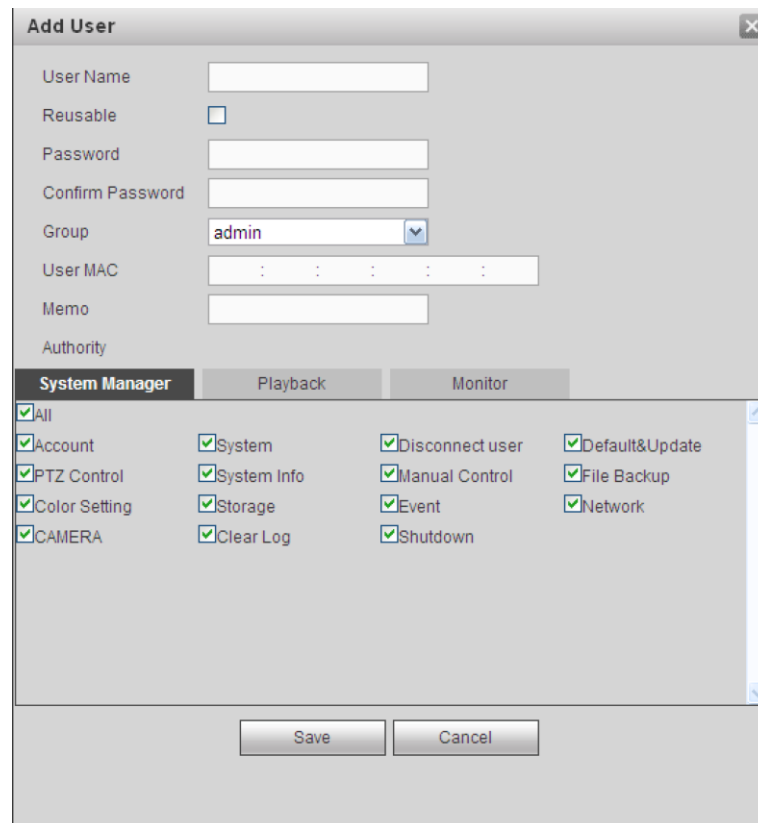 Add User
User Name
Reusable
Password
Confirm Password
Group admin
User MAC : : : : :
Memo
Authority
System Manager Playback Monitor
All
Account System Disconnect user Default&Update
PTZ Control System Info Manual Control File Backup
Color Setting Storage Event Network
CAMERA Clear Log Shutdown
Save Cancel